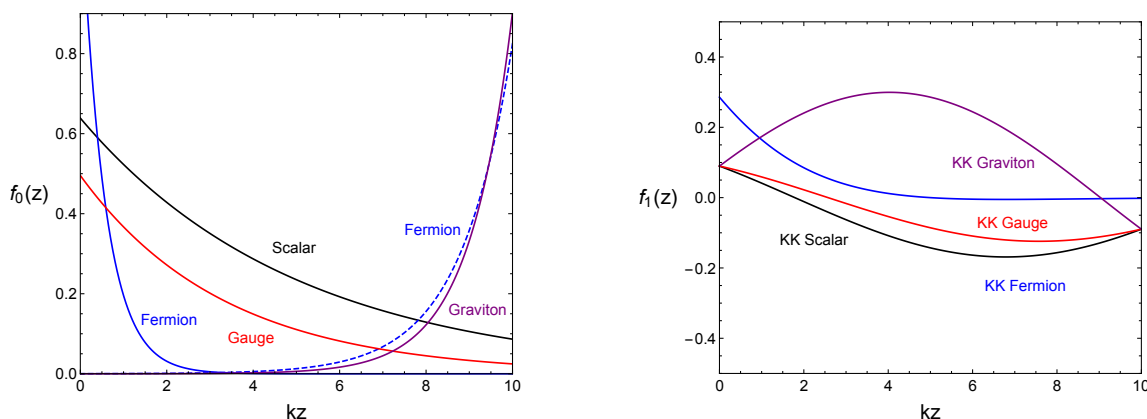 0.8
0.6
f₀(z)
0.4
0.2
0.0
0
2
4
6
8
10
kz
Scalar
Fermion
Graviton
Fermion
Gauge
0.4
0.2
f₁(z)
0.0
−0.2
−0.4
0
2
4
6
8
10
kz
KK Graviton
KK Gauge
KK Scalar
KK Fermion